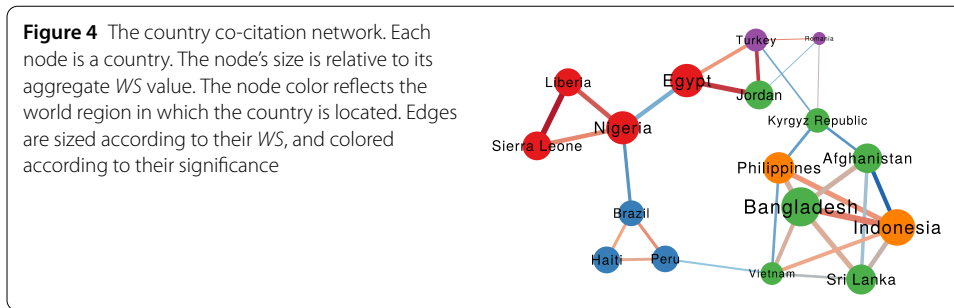 Figure 4 The country co-citation network. Each
node is a country. The node's size is relative to its
aggregate WS value. The node color reflects the
world region in which the country is located. Edges
are sized according to their WS, and colored
according to their significance
Turkey
Romania
Liberia
Egypt
Jordan
Nigeria
Kyrgyz Republic
Sierra Leone
Philippines
Afghanistan
Bangladesh
Brazil
Indonesia
Haiti
Peru
Vietnam
Sri Lanka